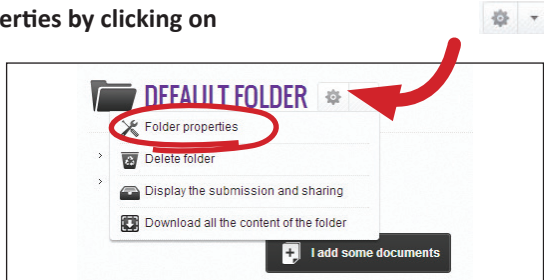 erties by clicking on
DEFAULT FOLDER
Folder properties
Delete folder
Display the submission and sharing
Download all the content of the folder
I add some documents